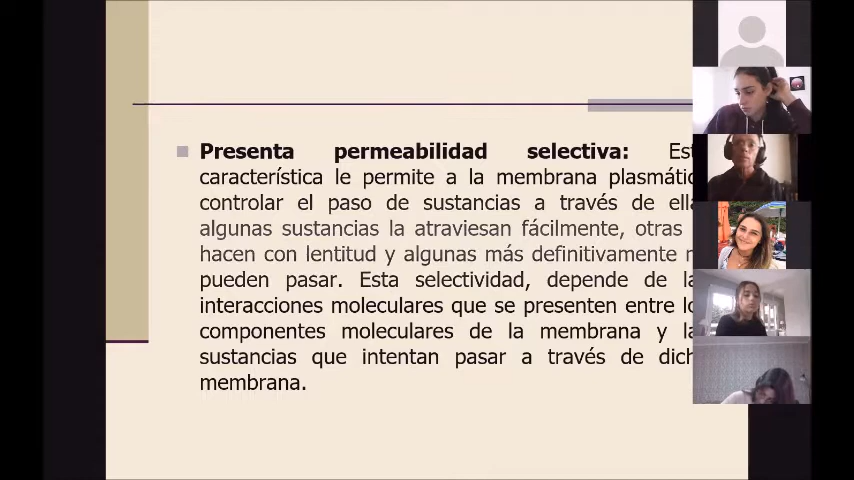 Presenta permeabilidad selectiva:
característica le permite a la membrana
controlar el paso de sustancias a través de
algunas sustancias la atraviesan fácilmente, otras
hacen con lentitud y algunas más definitivamente
pueden pasar. Esta selectividad, depende de
interacciones moleculares que se presenten entre
componentes moleculares de la membrana y
sustancias que intentan pasar a través de
membrana.